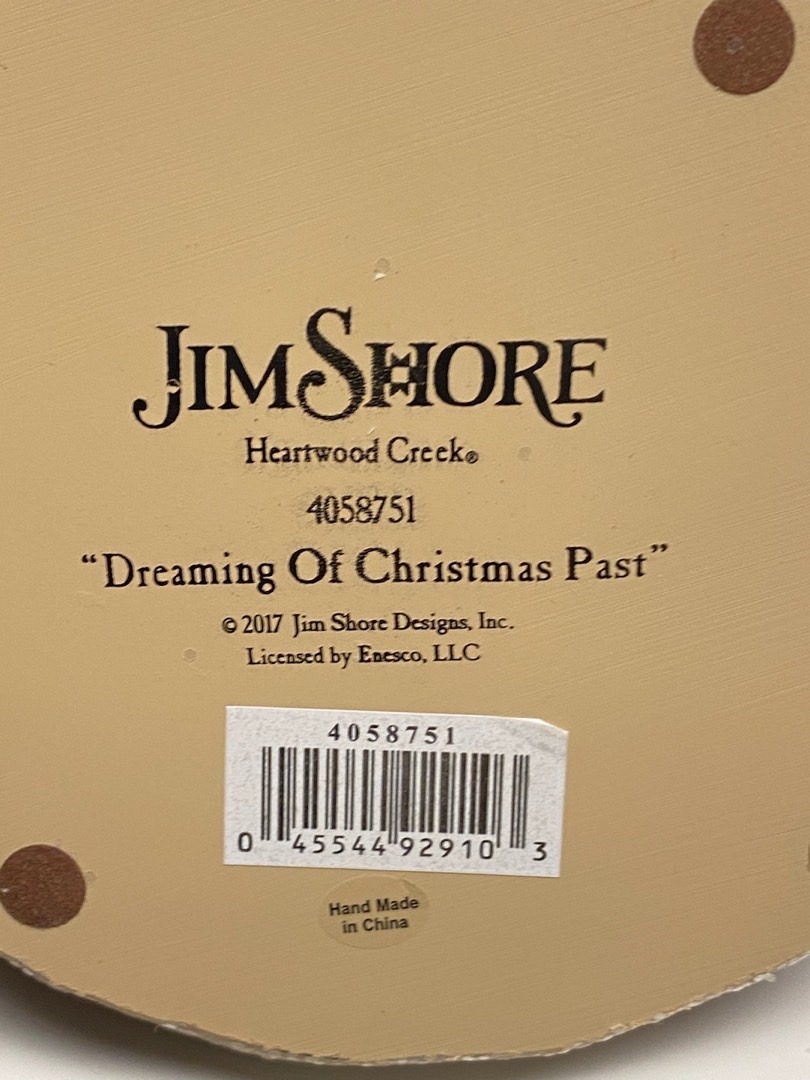 JIM SHORE
Heartwood Creek®
4058751
“Dreaming Of Christmas Past”
© 2017 Jim Shore Designs, Inc.
Licensed by Enesco, LLC
4058751
0 45544 92910 3
Hand Made
in China